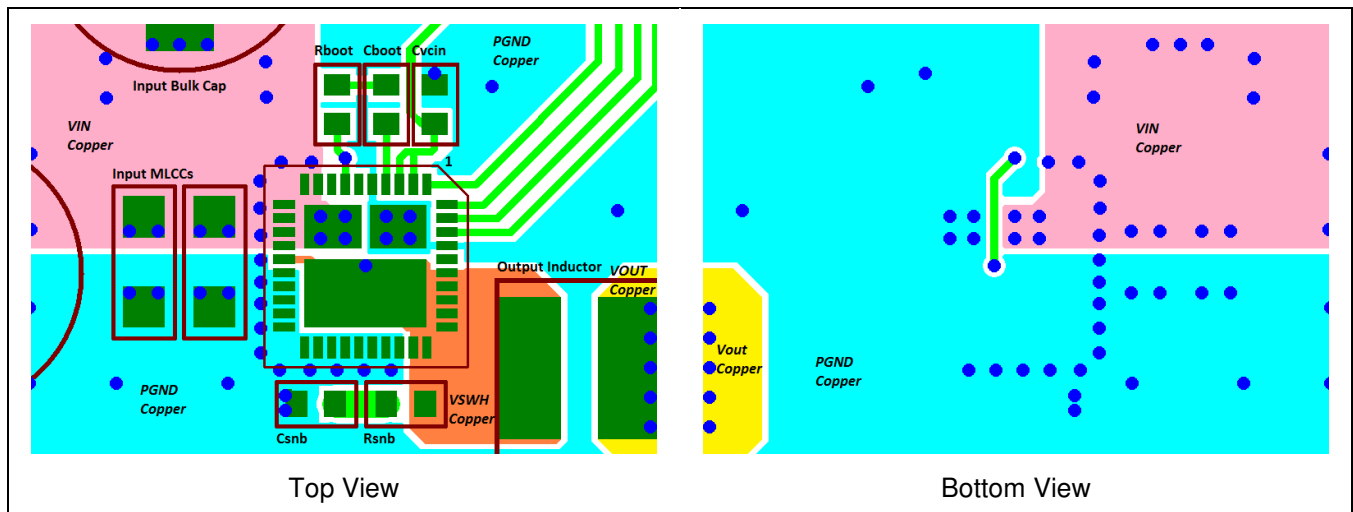 Rboot Cboot Cvcin
PGND
Copper
Input Bulk Cap
VIN
Copper
Input MLCCs
1
Output Inductor
VOUT
Copper
PGND
Copper
VSWH
Copper
Csnb
Rsnb
Top View
VIN
Copper
Vout
Copper
PGND
Copper
Bottom View